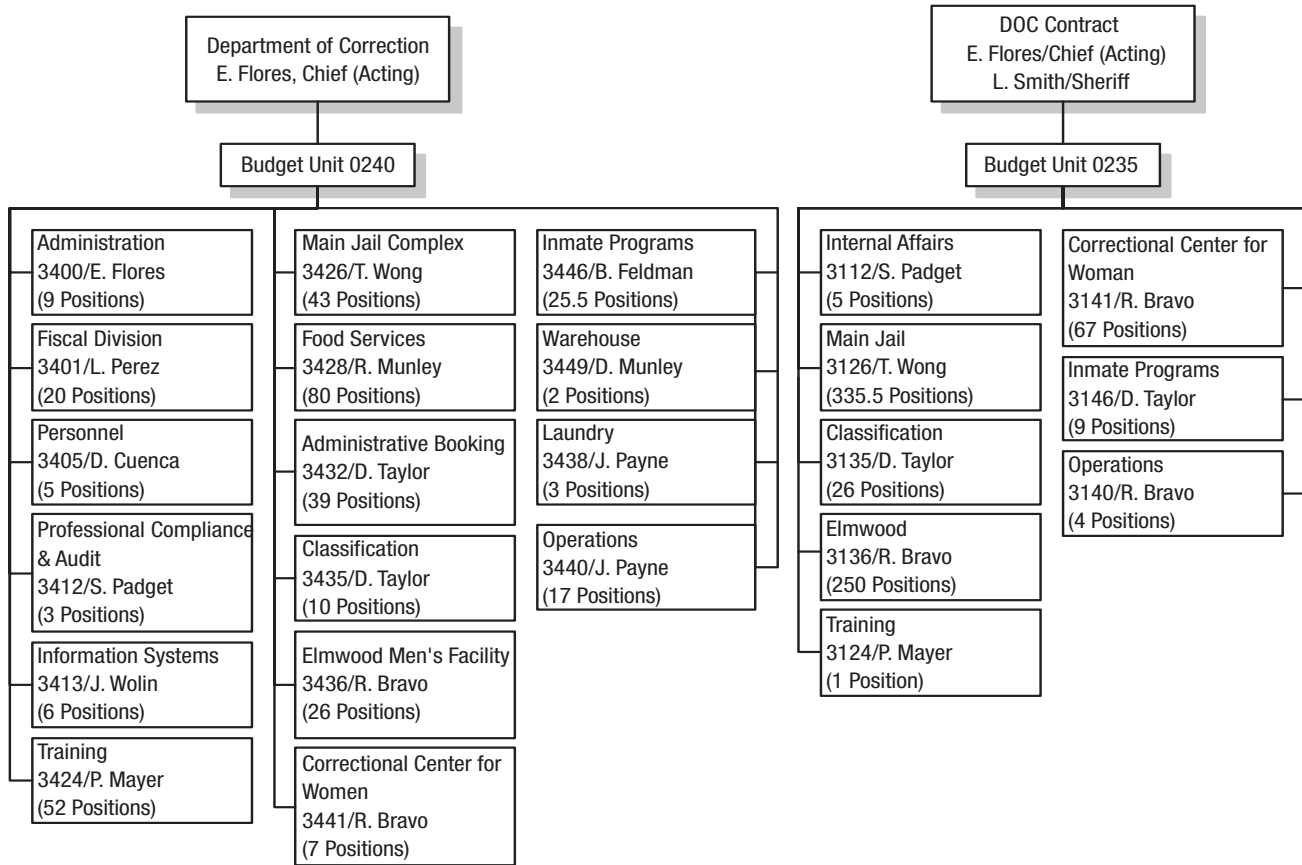 Department of Correction
E. Flores, Chief (Acting)
Budget Unit 0240
Administration
3400/E. Flores
(9 Positions)
Fiscal Division
3401/L. Perez
(20 Positions)
Personnel
3405/D. Cuenca
(5 Positions)
Professional Compliance
& Audit
3412/S. Padget
(3 Positions)
Information Systems
3413/J. Wolin
(6 Positions)
Training
3424/P. Mayer
(52 Positions)
Main Jail Complex
3426/T. Wong
(43 Positions)
Food Services
3428/R. Munley
(80 Positions)
Administrative Booking
3432/D. Taylor
(39 Positions)
Classification
3435/D. Taylor
(10 Positions)
Elmwood Men's Facility
3436/R. Bravo
(26 Positions)
Correctional Center for
Women
3441/R. Bravo
(7 Positions)
Inmate Programs
3446/B. Feldman
(25.5 Positions)
Warehouse
3449/D. Munley
(2 Positions)
Laundry
3438/J. Payne
(3 Positions)
Operations
3440/J. Payne
(17 Positions)
DOC Contract
E. Flores/Chief (Acting)
L. Smith/Sheriff
Budget Unit 0235
Internal Affairs
3112/S. Padget
(5 Positions)
Main Jail
3126/T. Wong
(335.5 Positions)
Classification
3135/D. Taylor
(26 Positions)
Elmwood
3136/R. Bravo
(250 Positions)
Training
3124/P. Mayer
(1 Position)
Correctional Center for
Woman
3141/R. Bravo
(67 Positions)
Inmate Programs
3146/D. Taylor
(9 Positions)
Operations
3140/R. Bravo
(4 Positions)